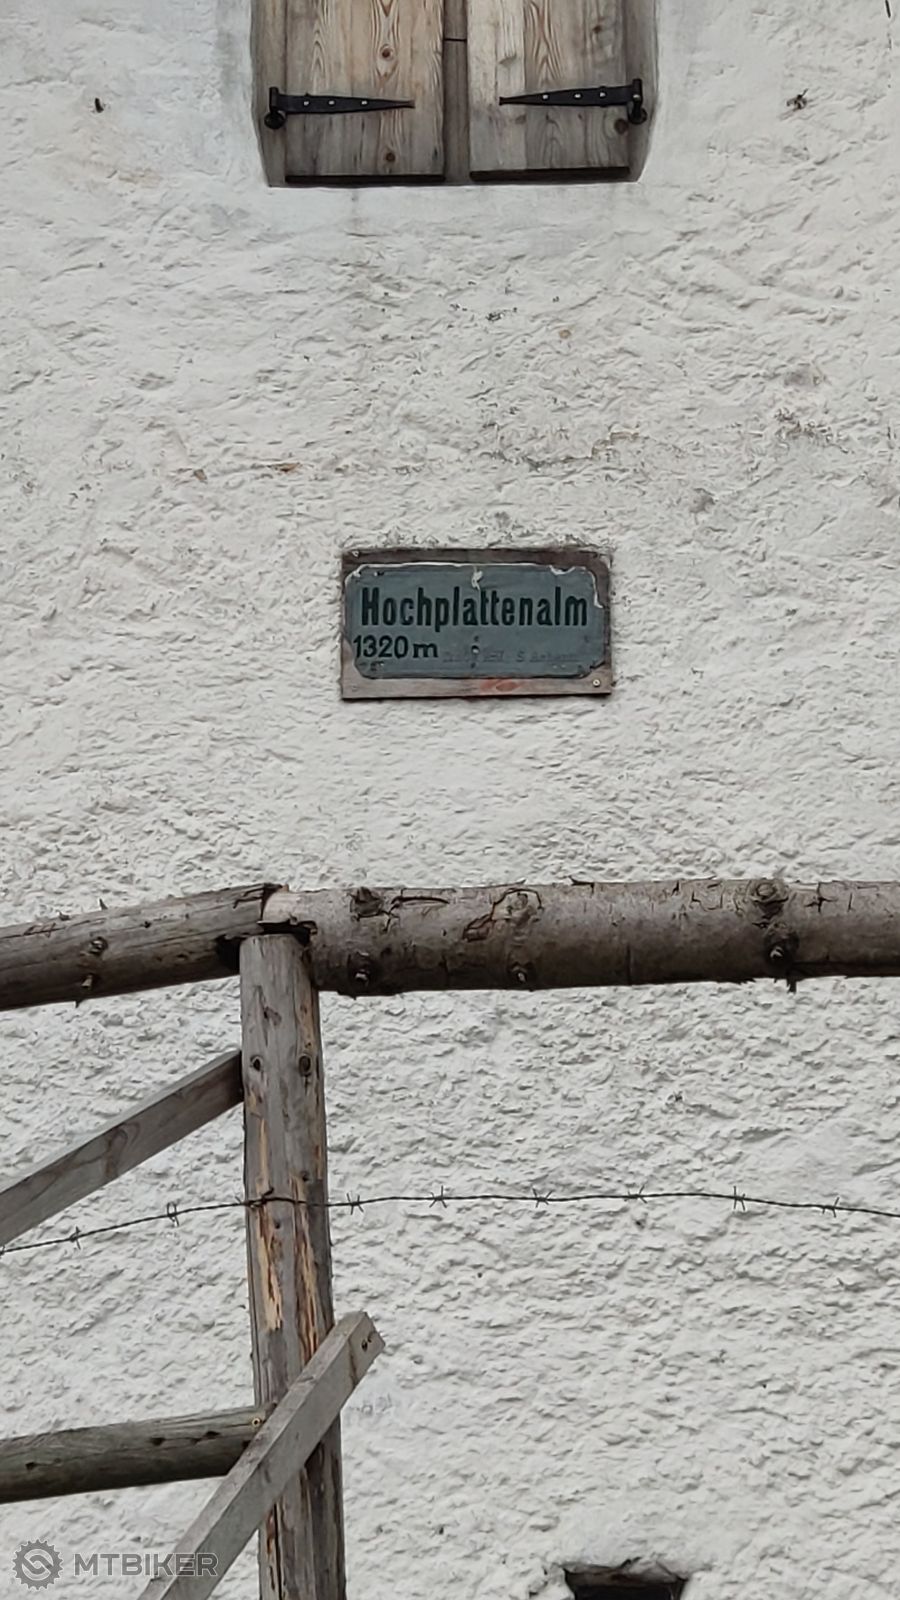 Hochplattenalm
1320 m
MTBIKER